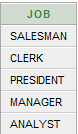 JOB
SALESMAN
CLERK
PRESIDENT
MANAGER
ANALYST